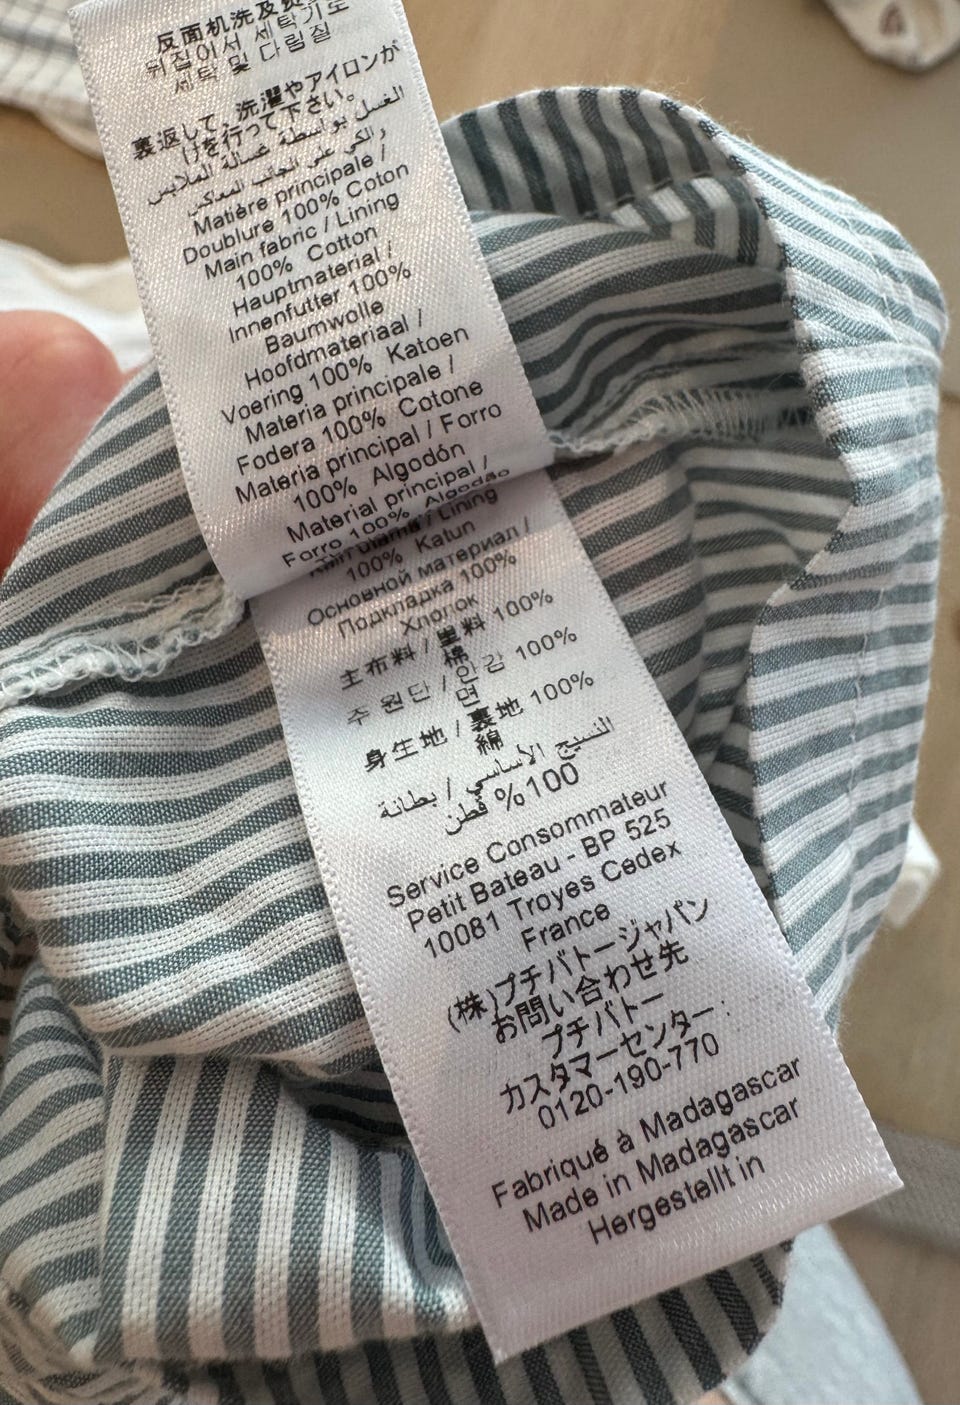 反面机洗及
뒤집어서 세탁기로
세탁 및 다림질
裏返して、洗濯やアイロンが
けを行って下さい。
الغسل بواسطة غسالة الملابس
والكي على الجانب المعاكس
Matière principale /
Doublure 100% Coton
Main fabric / Lining
100% Cotton
Hauptmaterial /
Innenfutter 100%
Baumwolle
Hoofdmateriaal /
Voering 100% Katoen
Materia principale /
Fodera 100% Cotone
Materia principal / Forro
100% Algodón
Material principal /
Forro 100% Algodão
/ Lining
100% Katun
Основной материал /
Подкладка 100%
Хлопок
主布料 / 里料 100%
棉
주 원단 / 안감 100%
면
身生地 / 裏地 100%
綿
النسيج الأساسي / بطانة
100% قطن
Service Consommateur
Petit Bateau - BP 525
10081 Troyes Cedex
France
(株)プチバトージャパン
お問い合わせ先
プチバトー
カスタマーセンター:
0120-190-770
Fabriqué à Madagascar
Made in Madagascar
Hergestellt in